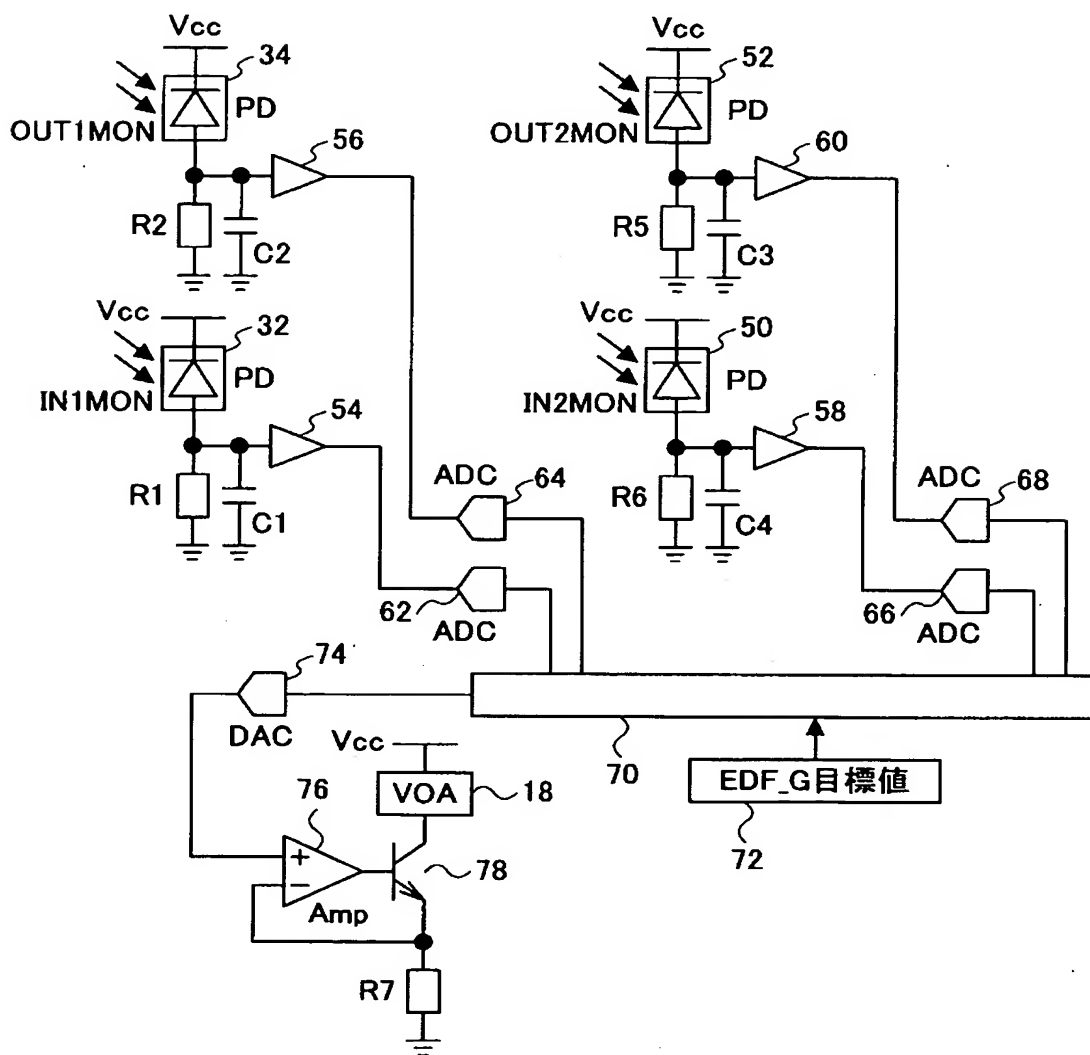 Vcc
34
PD
OUT1MON
56
R2
C2
Vcc
52
PD
OUT2MON
60
R5
C3
Vcc
32
PD
IN1MON
54
R1
C1
Vcc
50
PD
IN2MON
58
R6
C4
ADC
64
62
ADC
ADC
68
66
ADC
74
DAC
70
EDF_G目標値
72
Vcc
VOA
18
76
78
Amp
R7